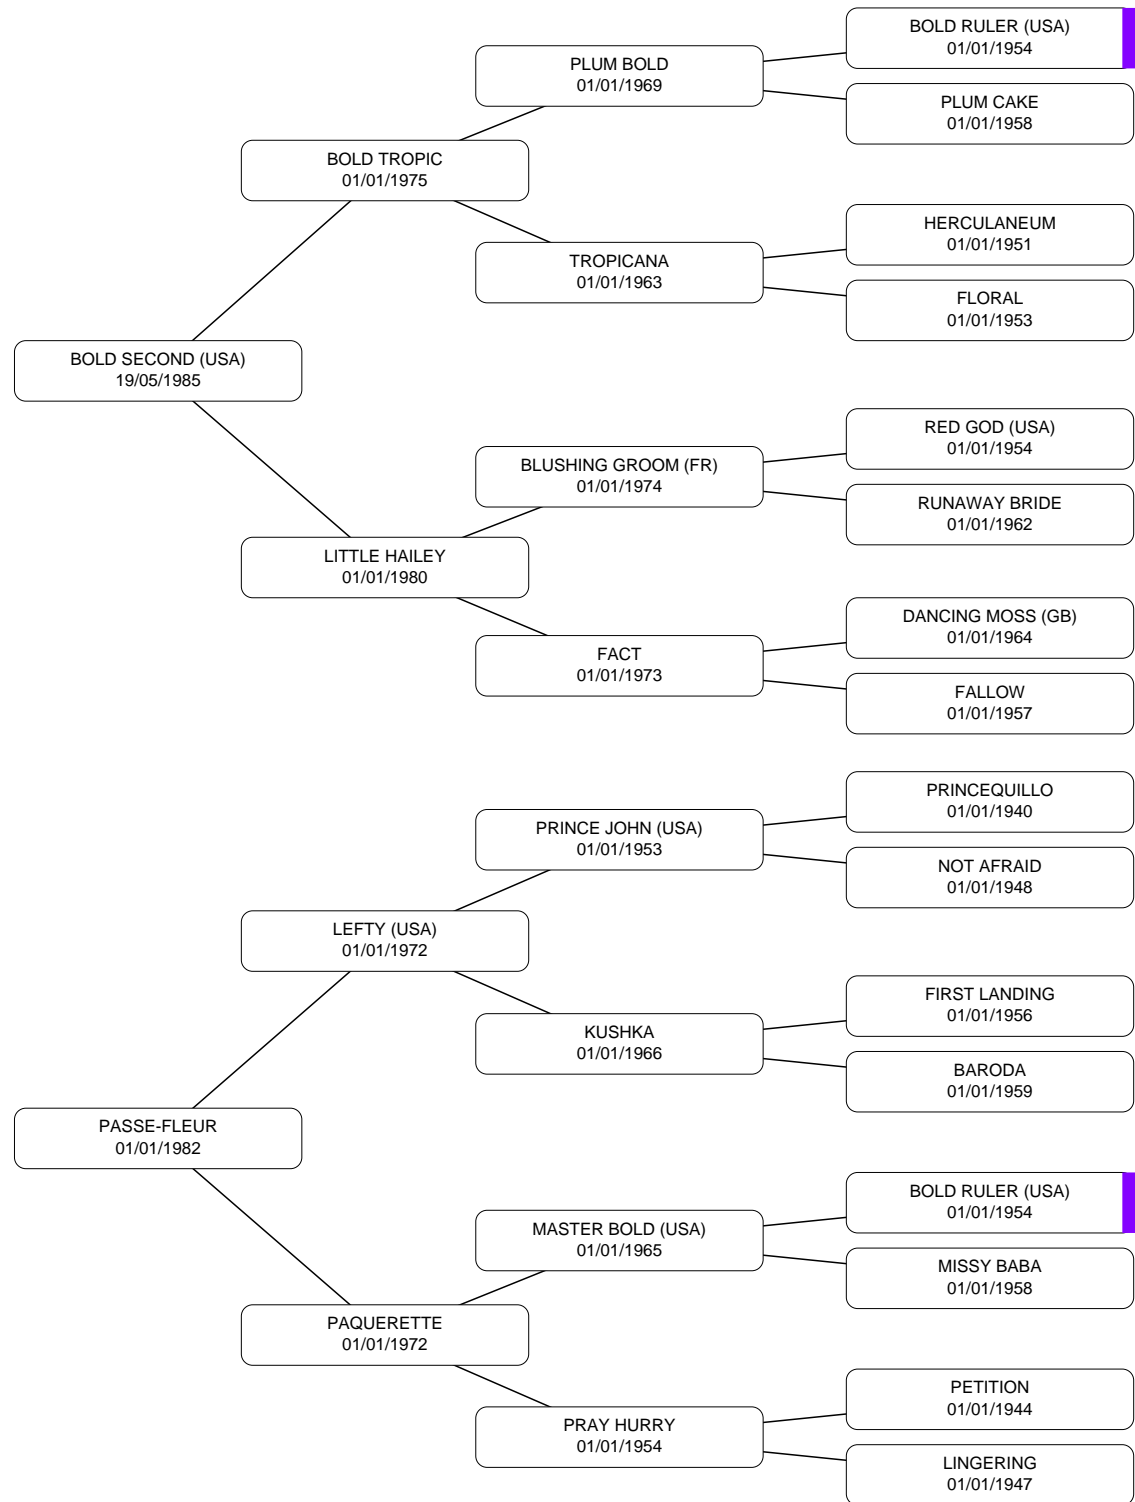 BOLD RULER (USA)
01/01/1954
PLUM BOLD
01/01/1969
PLUM CAKE
01/01/1958
BOLD TROPIC
01/01/1975
HERCULANEUM
01/01/1951
TROPICANA
01/01/1963
FLORAL
01/01/1953
BOLD SECOND (USA)
19/05/1985
RED GOD (USA)
01/01/1954
BLUSHING GROOM (FR)
01/01/1974
RUNAWAY BRIDE
01/01/1962
LITTLE HAILEY
01/01/1980
DANCING MOSS (GB)
01/01/1964
FACT
01/01/1973
FALLOW
01/01/1957
PRINCEQUILLO
01/01/1940
PRINCE JOHN (USA)
01/01/1953
NOT AFRAID
01/01/1948
LEFTY (USA)
01/01/1972
FIRST LANDING
01/01/1956
KUSHKA
01/01/1966
BARODA
01/01/1959
PASSE-FLEUR
01/01/1982
BOLD RULER (USA)
01/01/1954
MASTER BOLD (USA)
01/01/1965
MISSY BABA
01/01/1958
PAQUERETTE
01/01/1972
PETITION
01/01/1944
PRAY HURRY
01/01/1954
LINGERING
01/01/1947